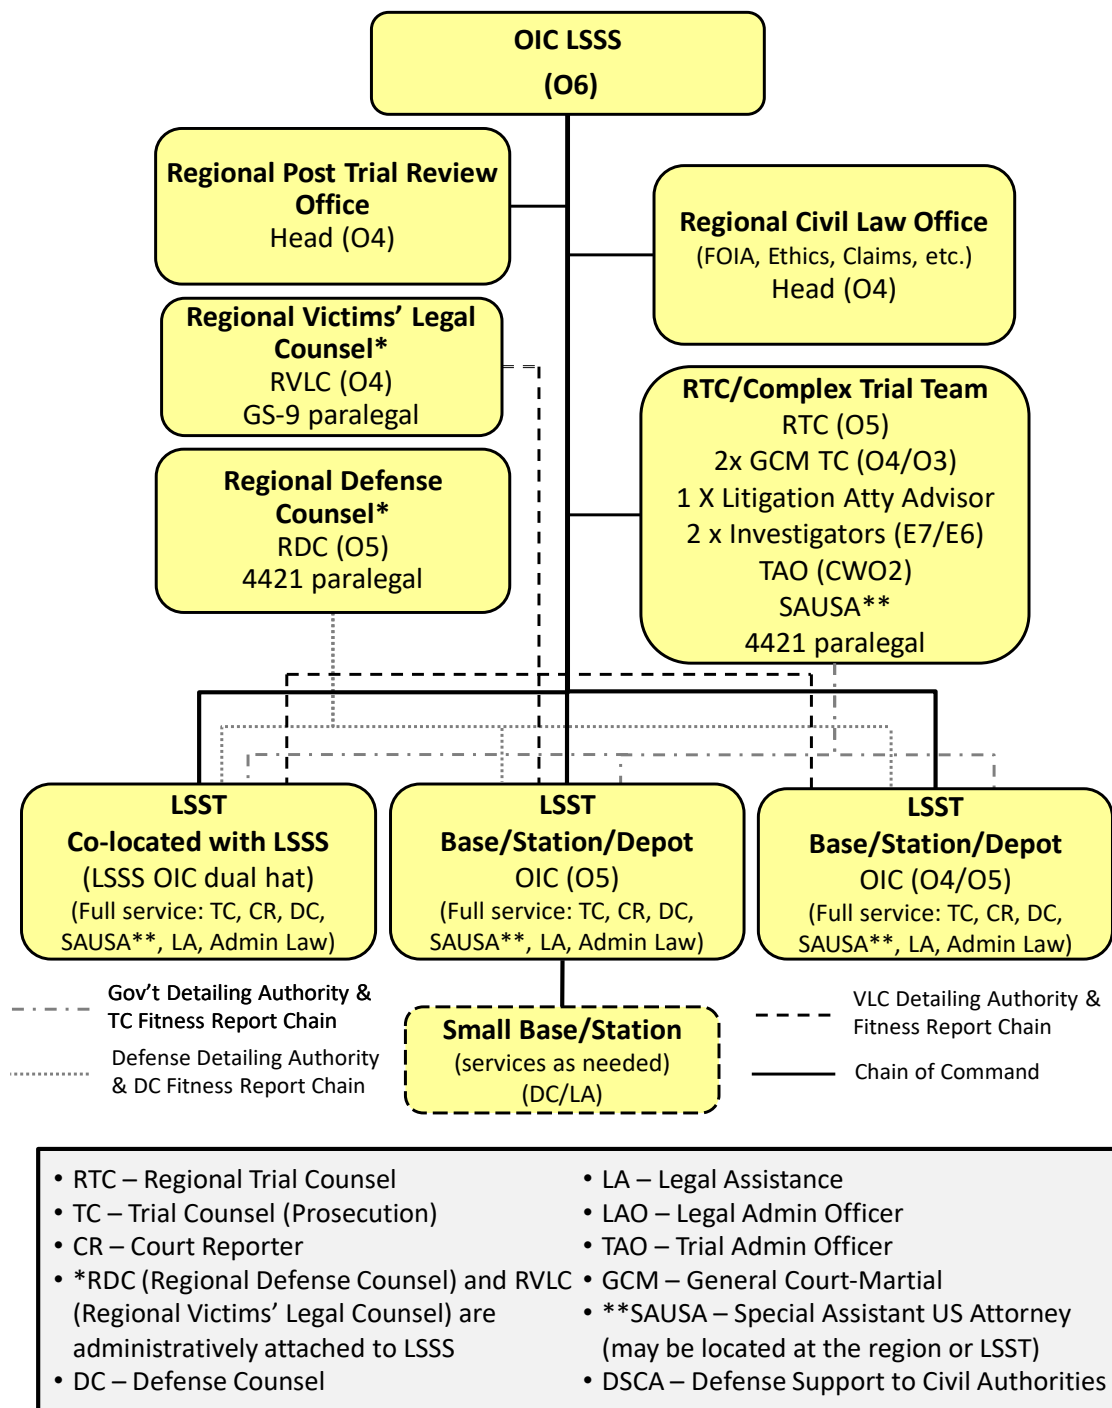 OIC LSSS
(O6)
Regional Post Trial Review
Office
Head (O4)
Regional Civil Law Office
(FOIA, Ethics, Claims, etc.)
Head (O4)
Regional Victims’ Legal
Counsel*
RVLC (O4)
GS-9 paralegal
RTC/Complex Trial Team
RTC (O5)
2x GCM TC (O4/O3)
1 X Litigation Atty Advisor
2 x Investigators (E7/E6)
TAO (CWO2)
SAUSA**
4421 paralegal
Regional Defense
Counsel*
RDC (O5)
4421 paralegal
LSST
Co-located with LSSS
(LSSS OIC dual hat)
(Full service: TC, CR, DC,
SAUSA**, LA, Admin Law)
LSST
Base/Station/Depot
OIC (O5)
(Full service: TC, CR, DC,
SAUSA**, LA, Admin Law)
LSST
Base/Station/Depot
OIC (O4/O5)
(Full service: TC, CR, DC,
SAUSA**, LA, Admin Law)
Gov’t Detailing Authority &
TC Fitness Report Chain
Defense Detailing Authority
& DC Fitness Report Chain
Small Base/Station
(services as needed)
(DC/LA)
VLC Detailing Authority &
Fitness Report Chain
Chain of Command
• RTC – Regional Trial Counsel
• TC – Trial Counsel (Prosecution)
• CR – Court Reporter
• *RDC (Regional Defense Counsel) and RVLC
(Regional Victims’ Legal Counsel) are
administratively attached to LSSS
• DC – Defense Counsel
• LA – Legal Assistance
• LAO – Legal Admin Officer
• TAO – Trial Admin Officer
• GCM – General Court-Martial
• **SAUSA – Special Assistant US Attorney
(may be located at the region or LSST)
• DSCA – Defense Support to Civil Authorities